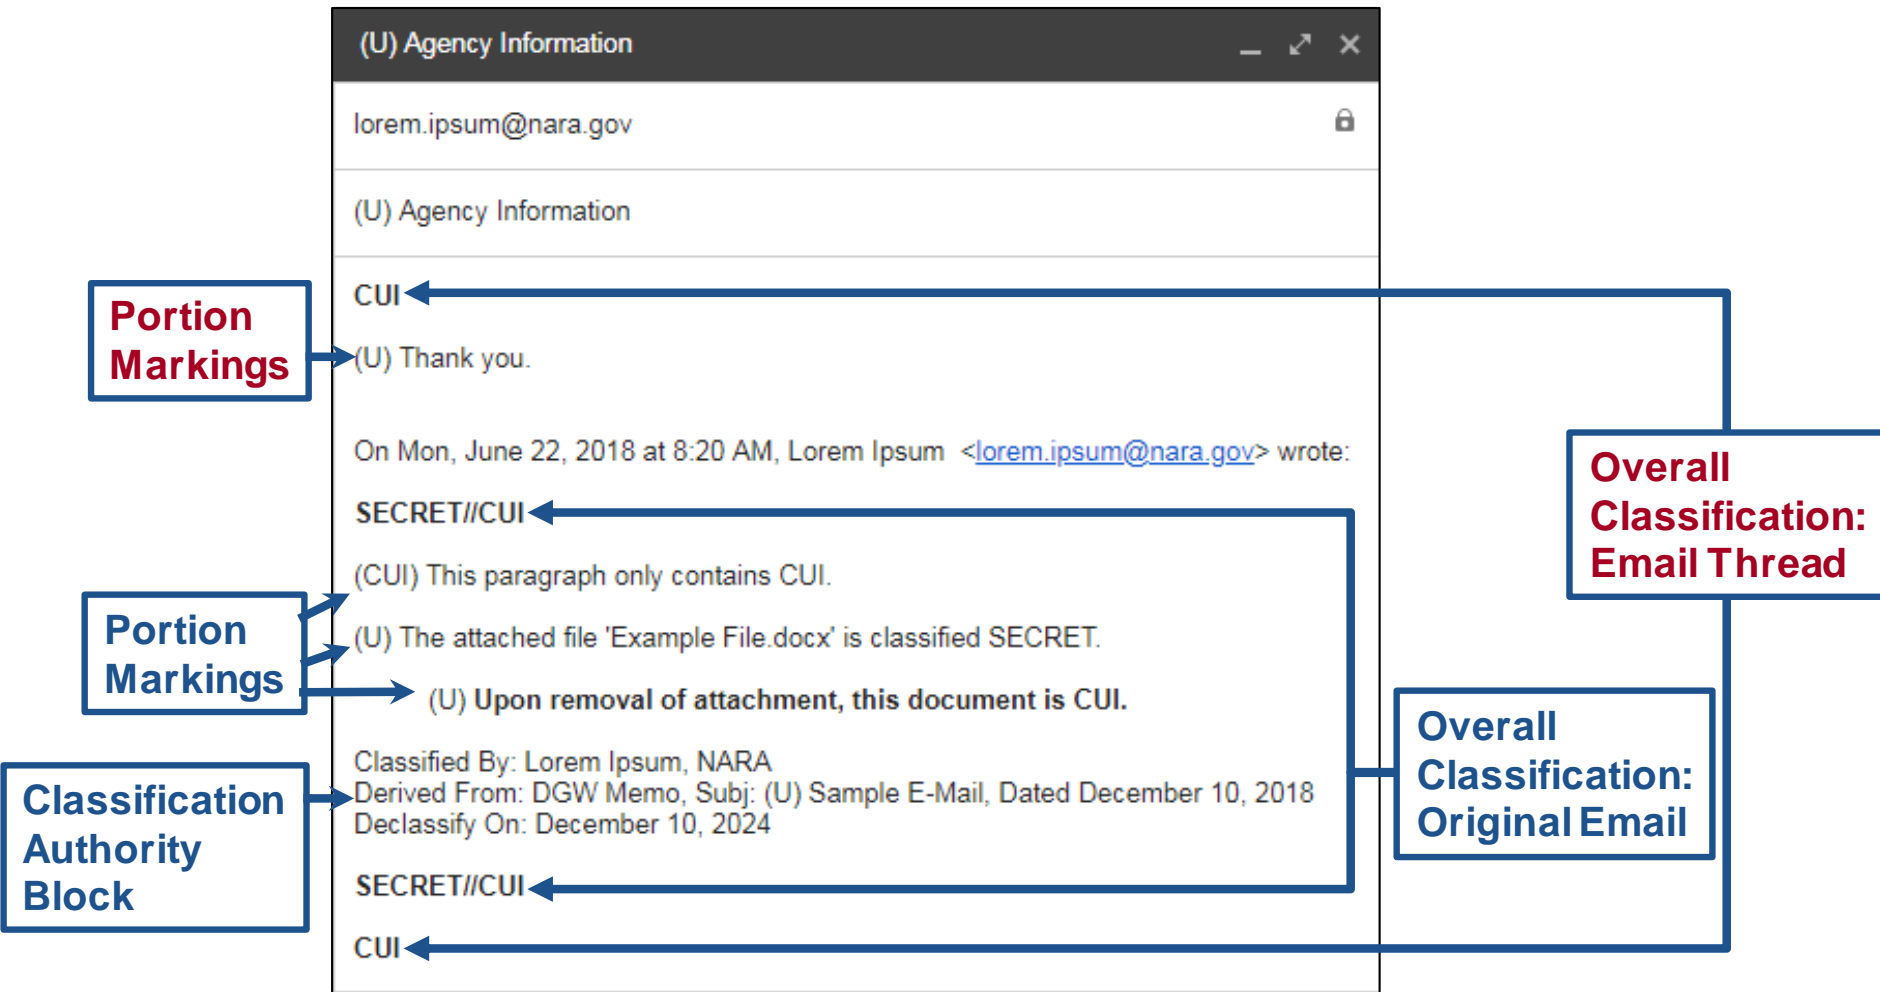 (U) Agency Information
lorem.ipsum@nara.gov
(U) Agency Information
CUI
Portion
Markings
(U) Thank you.
On Mon, June 22, 2018 at 8:20 AM, Lorem Ipsum <lorem.ipsum@nara.gov> wrote:
Overall
Classification:
Email Thread
SECRET//CUI
(CUI) This paragraph only contains CUI.
Portion
Markings
(U) The attached file 'Example File.docx' is classified SECRET.
(U) Upon removal of attachment, this document is CUI.
Overall
Classification:
Original Email
Classification
Authority
Block
Classified By: Lorem Ipsum, NARA
Derived From: DGW Memo, Subj: (U) Sample E-Mail, Dated December 10, 2018
Declassify On: December 10, 2024
SECRET//CUI
CUI